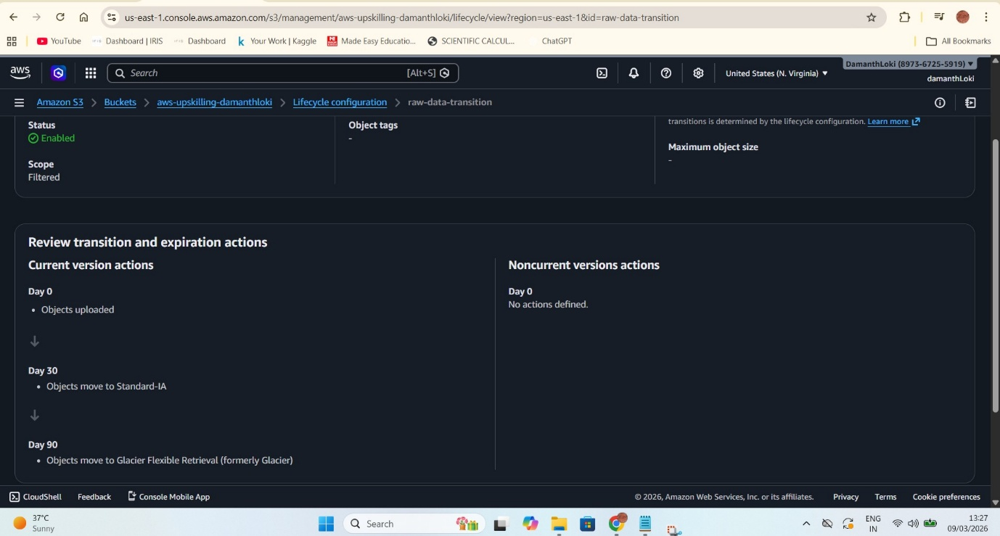 us-east-1.console.aws.amazon.com/s3/management/aws-upskilling-damanthloki/lifecycle/view?region=us-east-1&id=raw-data-transition
YouTube Dashboard | IRIS Dashboard Your Work | Kaggle Made Easy Educatio... SCIENTIFIC CALCUL... ChatGPT All Bookmarks
aws Search [Alt+S] United States (N. Virginia) ▼ DamanthLoki (8973-6725-5919) ▼
damanthLoki
Amazon S3 > Buckets > aws-upskilling-damanthloki > Lifecycle configuration > raw-data-transition
Status
Enabled
Scope
Filtered
Object tags
-
transitions is determined by the lifecycle configuration. Learn more
Maximum object size
-
Review transition and expiration actions
Current version actions
Day 0
• Objects uploaded
↓
Day 30
• Objects move to Standard-IA
↓
Day 90
• Objects move to Glacier Flexible Retrieval (formerly Glacier)
Noncurrent versions actions
Day 0
No actions defined.
CloudShell Feedback Console Mobile App © 2026, Amazon Web Services, Inc. or its affiliates. Privacy Terms Cookie preferences
37°C
Sunny
Search
ENG
IN
13:27
09/03/2026